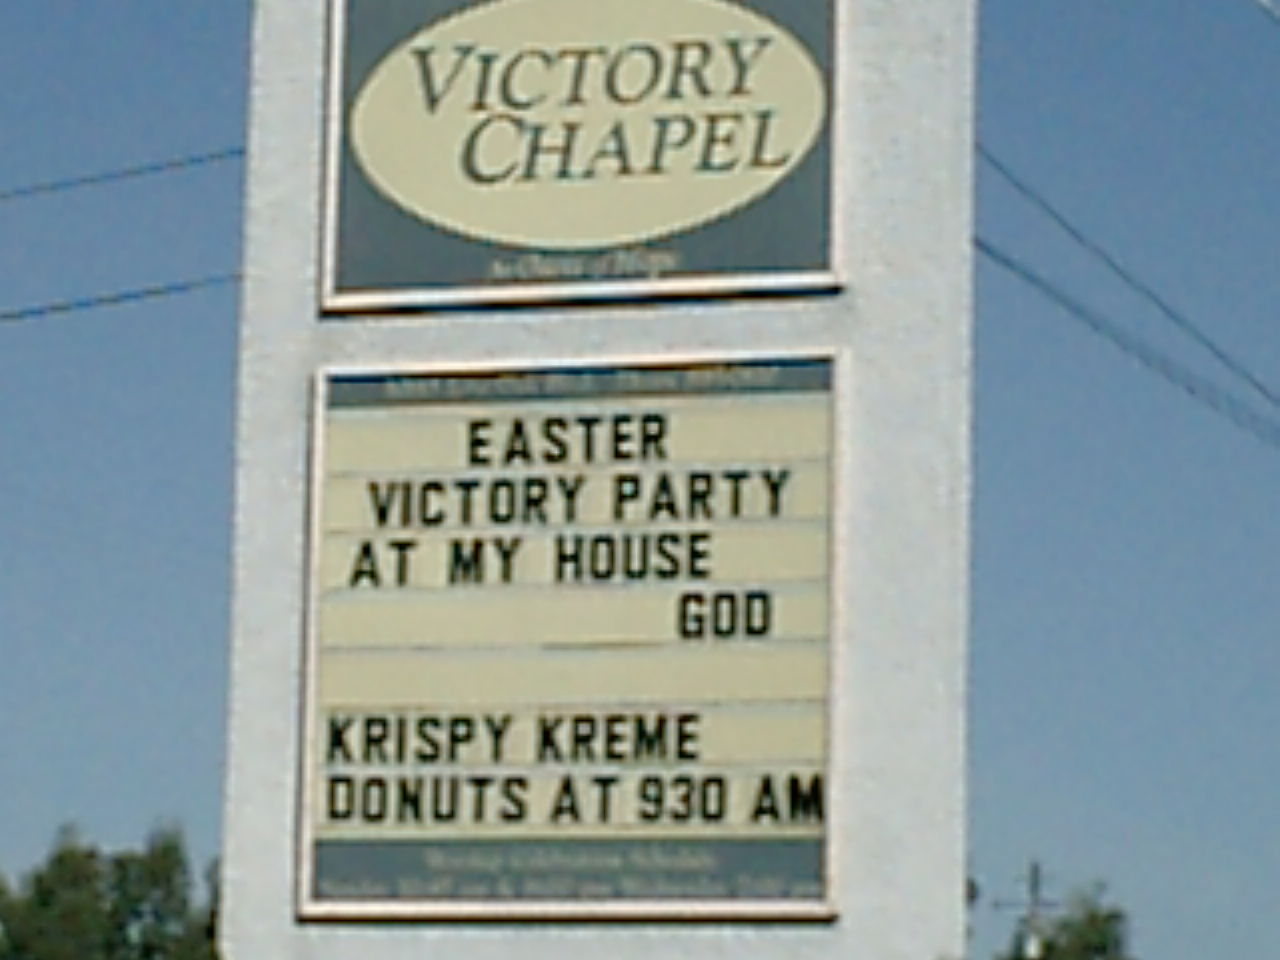 VICTORY
CHAPEL
EASTER
VICTORY PARTY
AT MY HOUSE
GOD
KRISPY KREME
DONUTS AT 930 AM